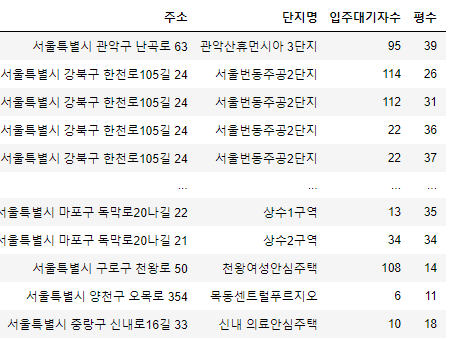 주소 단지명 입주대기자수 평수
서울특별시 관악구 난곡로 63 관악산휴먼시아 3단지 95 39
서울특별시 강북구 한천로105길 24 서울번동주공2단지 114 26
서울특별시 강북구 한천로105길 24 서울번동주공2단지 112 31
서울특별시 강북구 한천로105길 24 서울번동주공2단지 22 36
서울특별시 강북구 한천로105길 24 서울번동주공2단지 22 37
... ... ... ...
서울특별시 마포구 독막로20나길 22 상수1구역 13 35
서울특별시 마포구 독막로20나길 21 상수2구역 34 34
서울특별시 구로구 천왕로 50 천왕여성안심주택 108 14
서울특별시 양천구 오목로 354 목동센트럴푸르지오 6 11
서울특별시 중랑구 신내로16길 33 신내 의료안심주택 10 18